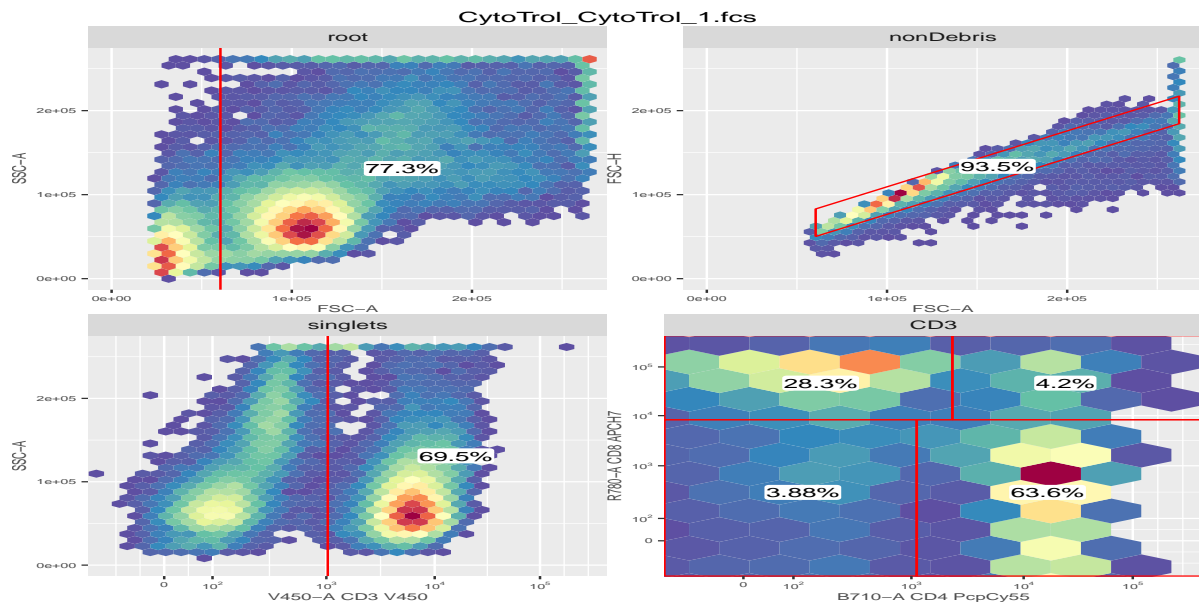 CytoTrol_CytoTrol_1.fcs
root
SSC-A
2e+05
1e+05
0e+00
77.3%
0e+00 1e+05 2e+05
FSC-A
nonDebris
FSC-H
2e+05
1e+05
0e+00
93.5%
0e+00 1e+05 2e+05
FSC-A
singlets
SSC-A
2e+05
1e+05
0e+00
69.5%
0 10² 10³ 10⁴ 10⁵
V450-A CD3 V450
CD3
R780-A CD8 APCH7
10⁵
10⁴
10³
10²
0
28.3% 4.2%
3.88% 63.6%
0 10² 10³ 10⁴ 10⁵
B710-A CD4 PcpCy55